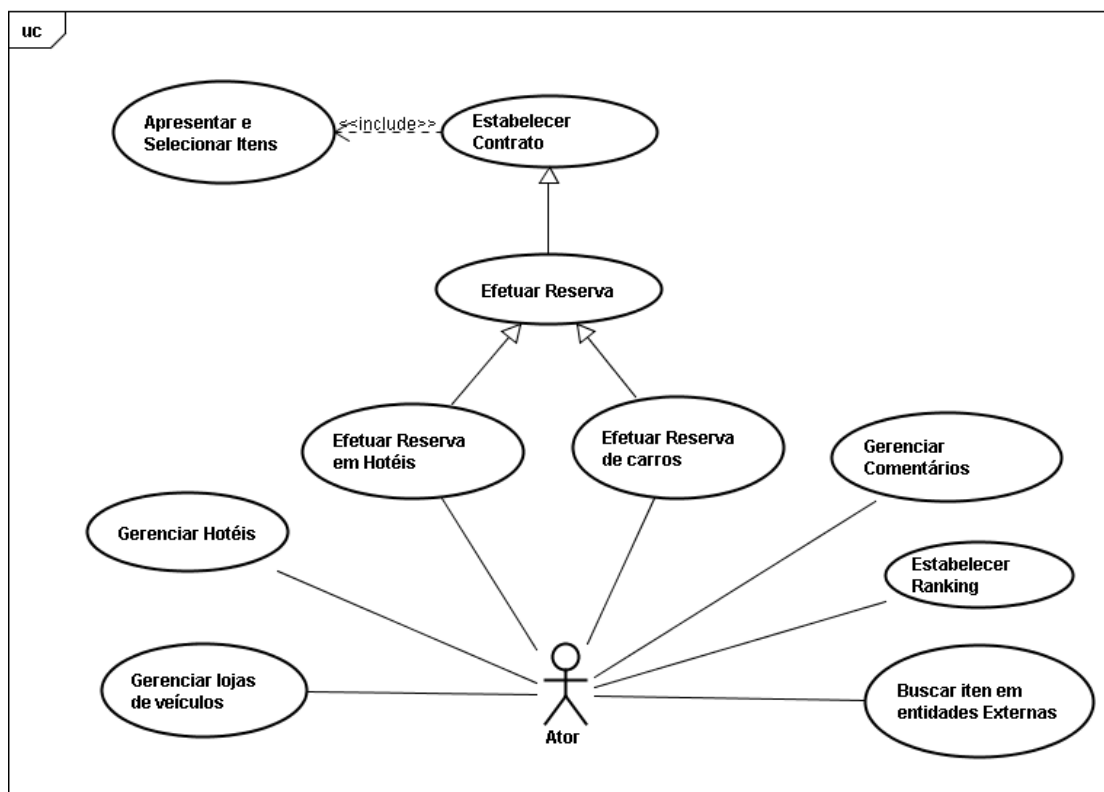 uc
Apresentar e
Selecionar Itens
<<include>>
Estabelecer
Contrato
Efetuar Reserva
Efetuar Reserva
em Hotéis
Efetuar Reserva
de carros
Gerenciar
Comentários
Gerenciar Hotéis
Estabelecer
Ranking
Gerenciar lojas
de veículos
Buscar iten em
entidades Externas
Ator